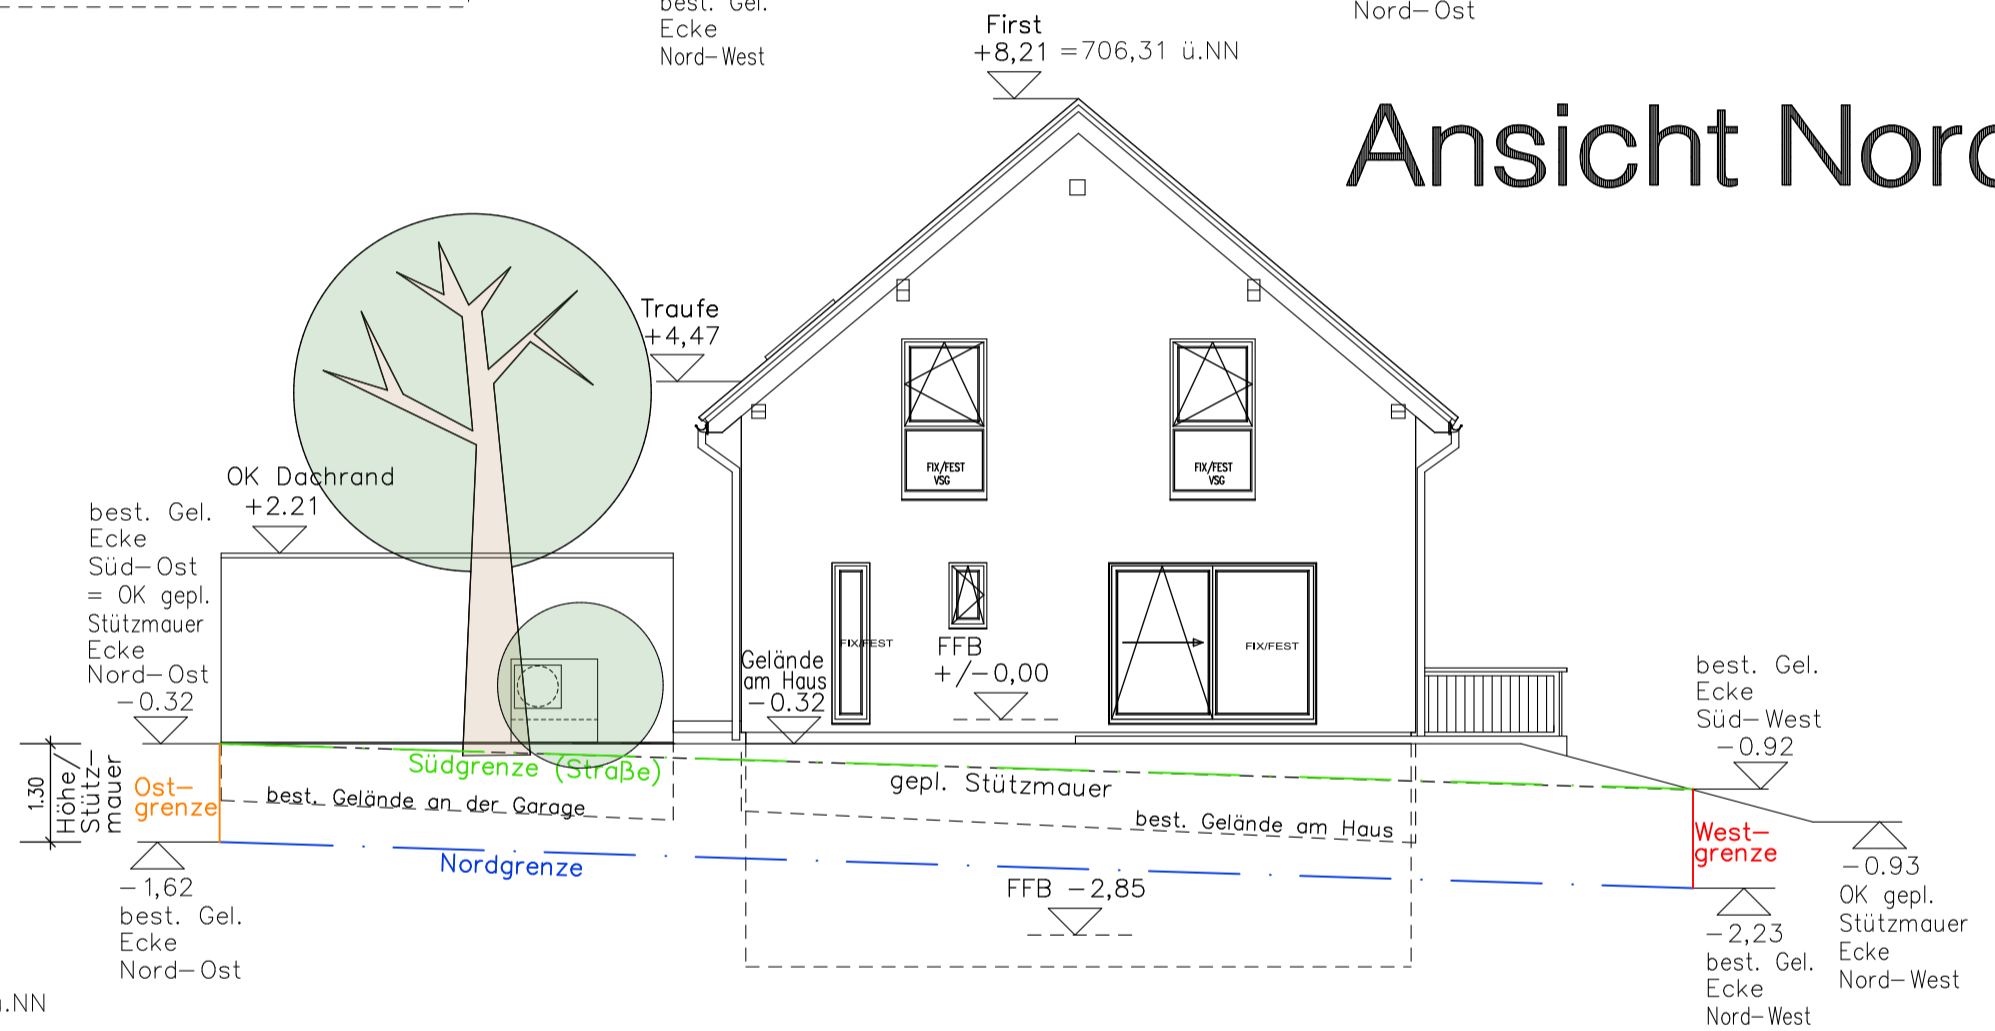 best. Gel.
Ecke
Nord-West
Nord-Ost
First
+8,21 =706,31 ü.NN
Ansicht Nord
Traufe
+4,47
OK Dachrand
+2.21
best. Gel.
Ecke
Süd-Ost
= OK gepl.
Stützmauer
Ecke
Nord-Ost
-0.32
FIX/FEST
VSG
FIX/FEST
VSG
Gelände
am Haus
-0.32
FIX/FEST
FFB
+/-0,00
FIX/FEST
best. Gel.
Ecke
Süd-West
-0.92
1.30
Höhe/
Stütz-
mauer
Ost-
grenze
Südgrenze (Straße)
best. Gelände an der Garage
gepl. Stützmauer
best. Gelände am Haus
West-
grenze
Nordgrenze
-1,62
best. Gel.
Ecke
Nord-Ost
FFB -2,85
-0.93
OK gepl.
Stützmauer
Ecke
Nord-West
-2,23
best. Gel.
Ecke
Nord-West
ü.NN